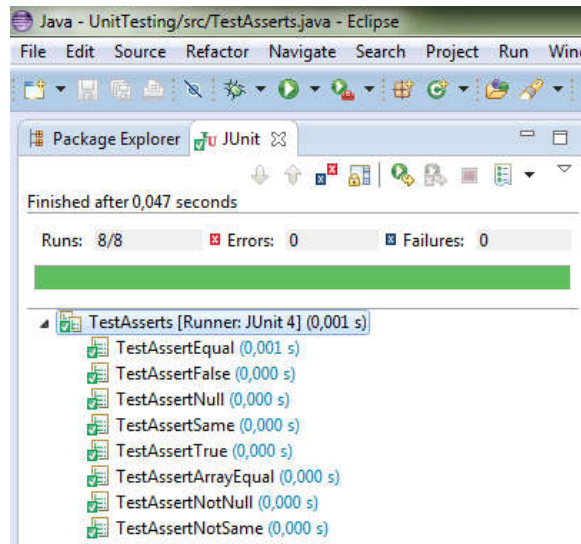 Java - UnitTesting/src/TestAsserts.java - Eclipse
File Edit Source Refactor Navigate Search Project Run Wind
Package Explorer JUnit
Finished after 0,047 seconds
Runs: 8/8 Errors: 0 Failures: 0
TestAsserts [Runner: JUnit 4] (0,001 s)
TestAssertEqual (0,001 s)
TestAssertFalse (0,000 s)
TestAssertNull (0,000 s)
TestAssertSame (0,000 s)
TestAssertTrue (0,000 s)
TestAssertArrayEqual (0,000 s)
TestAssertNotNull (0,000 s)
TestAssertNotSame (0,000 s)